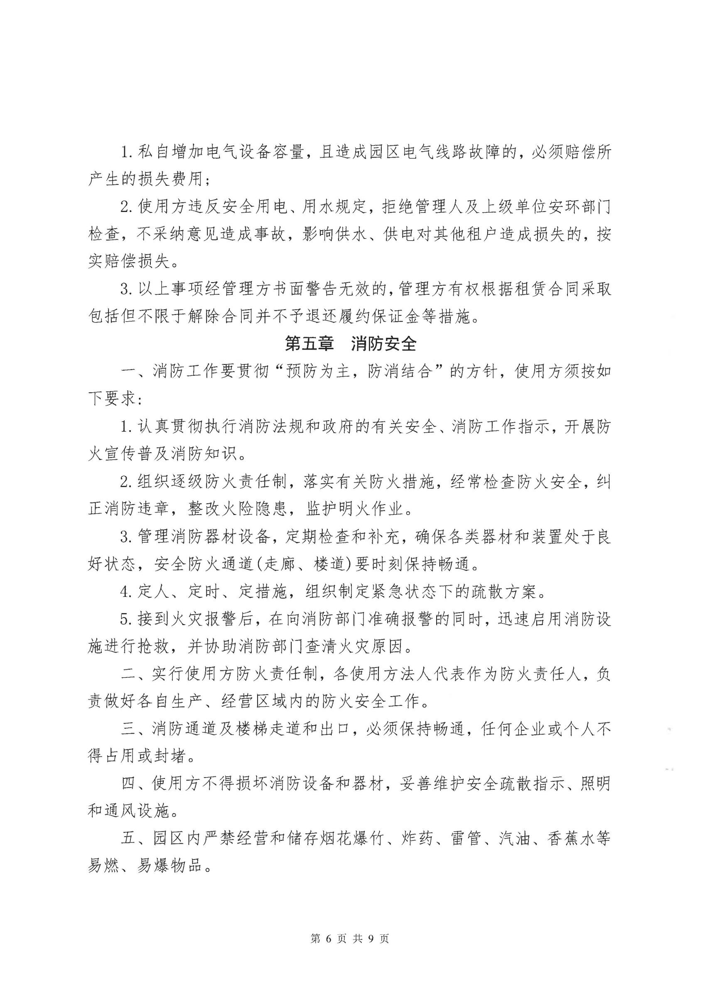 1. 私自增加电气设备容量，且造成园区电气线路故障的，必须赔偿所
产生的损失费用；
2. 使用方违反安全用电、用水规定，拒绝管理人及上级单位安环部门
检查，不采纳意见造成事故，影响供水、供电对其他租户造成损失的，按
实赔偿损失。
3. 以上事项经管理方书面警告无效的，管理方有权根据租赁合同采取
包括但不限于解除合同并不予退还履约保证金等措施。
第五章　消防安全
一、消防工作要贯彻“预防为主，防消结合”的方针，使用方须按如
下要求：
1. 认真贯彻执行消防法规和政府的有关安全、消防工作指示，开展防
火宣传普及消防知识。
2. 组织逐级防火责任制，落实有关防火措施，经常检查防火安全，纠
正消防违章，整改火险隐患，监护明火作业。
3. 管理消防器材设备，定期检查和补充，确保各类器材和装置处于良
好状态，安全防火通道(走廊、楼道)要时刻保持畅通。
4. 定人、定时、定措施，组织制定紧急状态下的疏散方案。
5. 接到火灾报警后，在向消防部门准确报警的同时，迅速启用消防设
施进行抢救，并协助消防部门查清火灾原因。
二、实行使用方防火责任制，各使用方法人代表作为防火责任人，负
责做好各自生产、经营区域内的防火安全工作。
三、消防通道及楼梯走道和出口，必须保持畅通，任何企业或个人不
得占用或封堵。
四、使用方不得损坏消防设备和器材，妥善维护安全疏散指示、照明
和通风设施。
五、园区内严禁经营和储存烟花爆竹、炸药、雷管、汽油、香蕉水等
易燃、易爆物品。
第 6 页 共 9 页